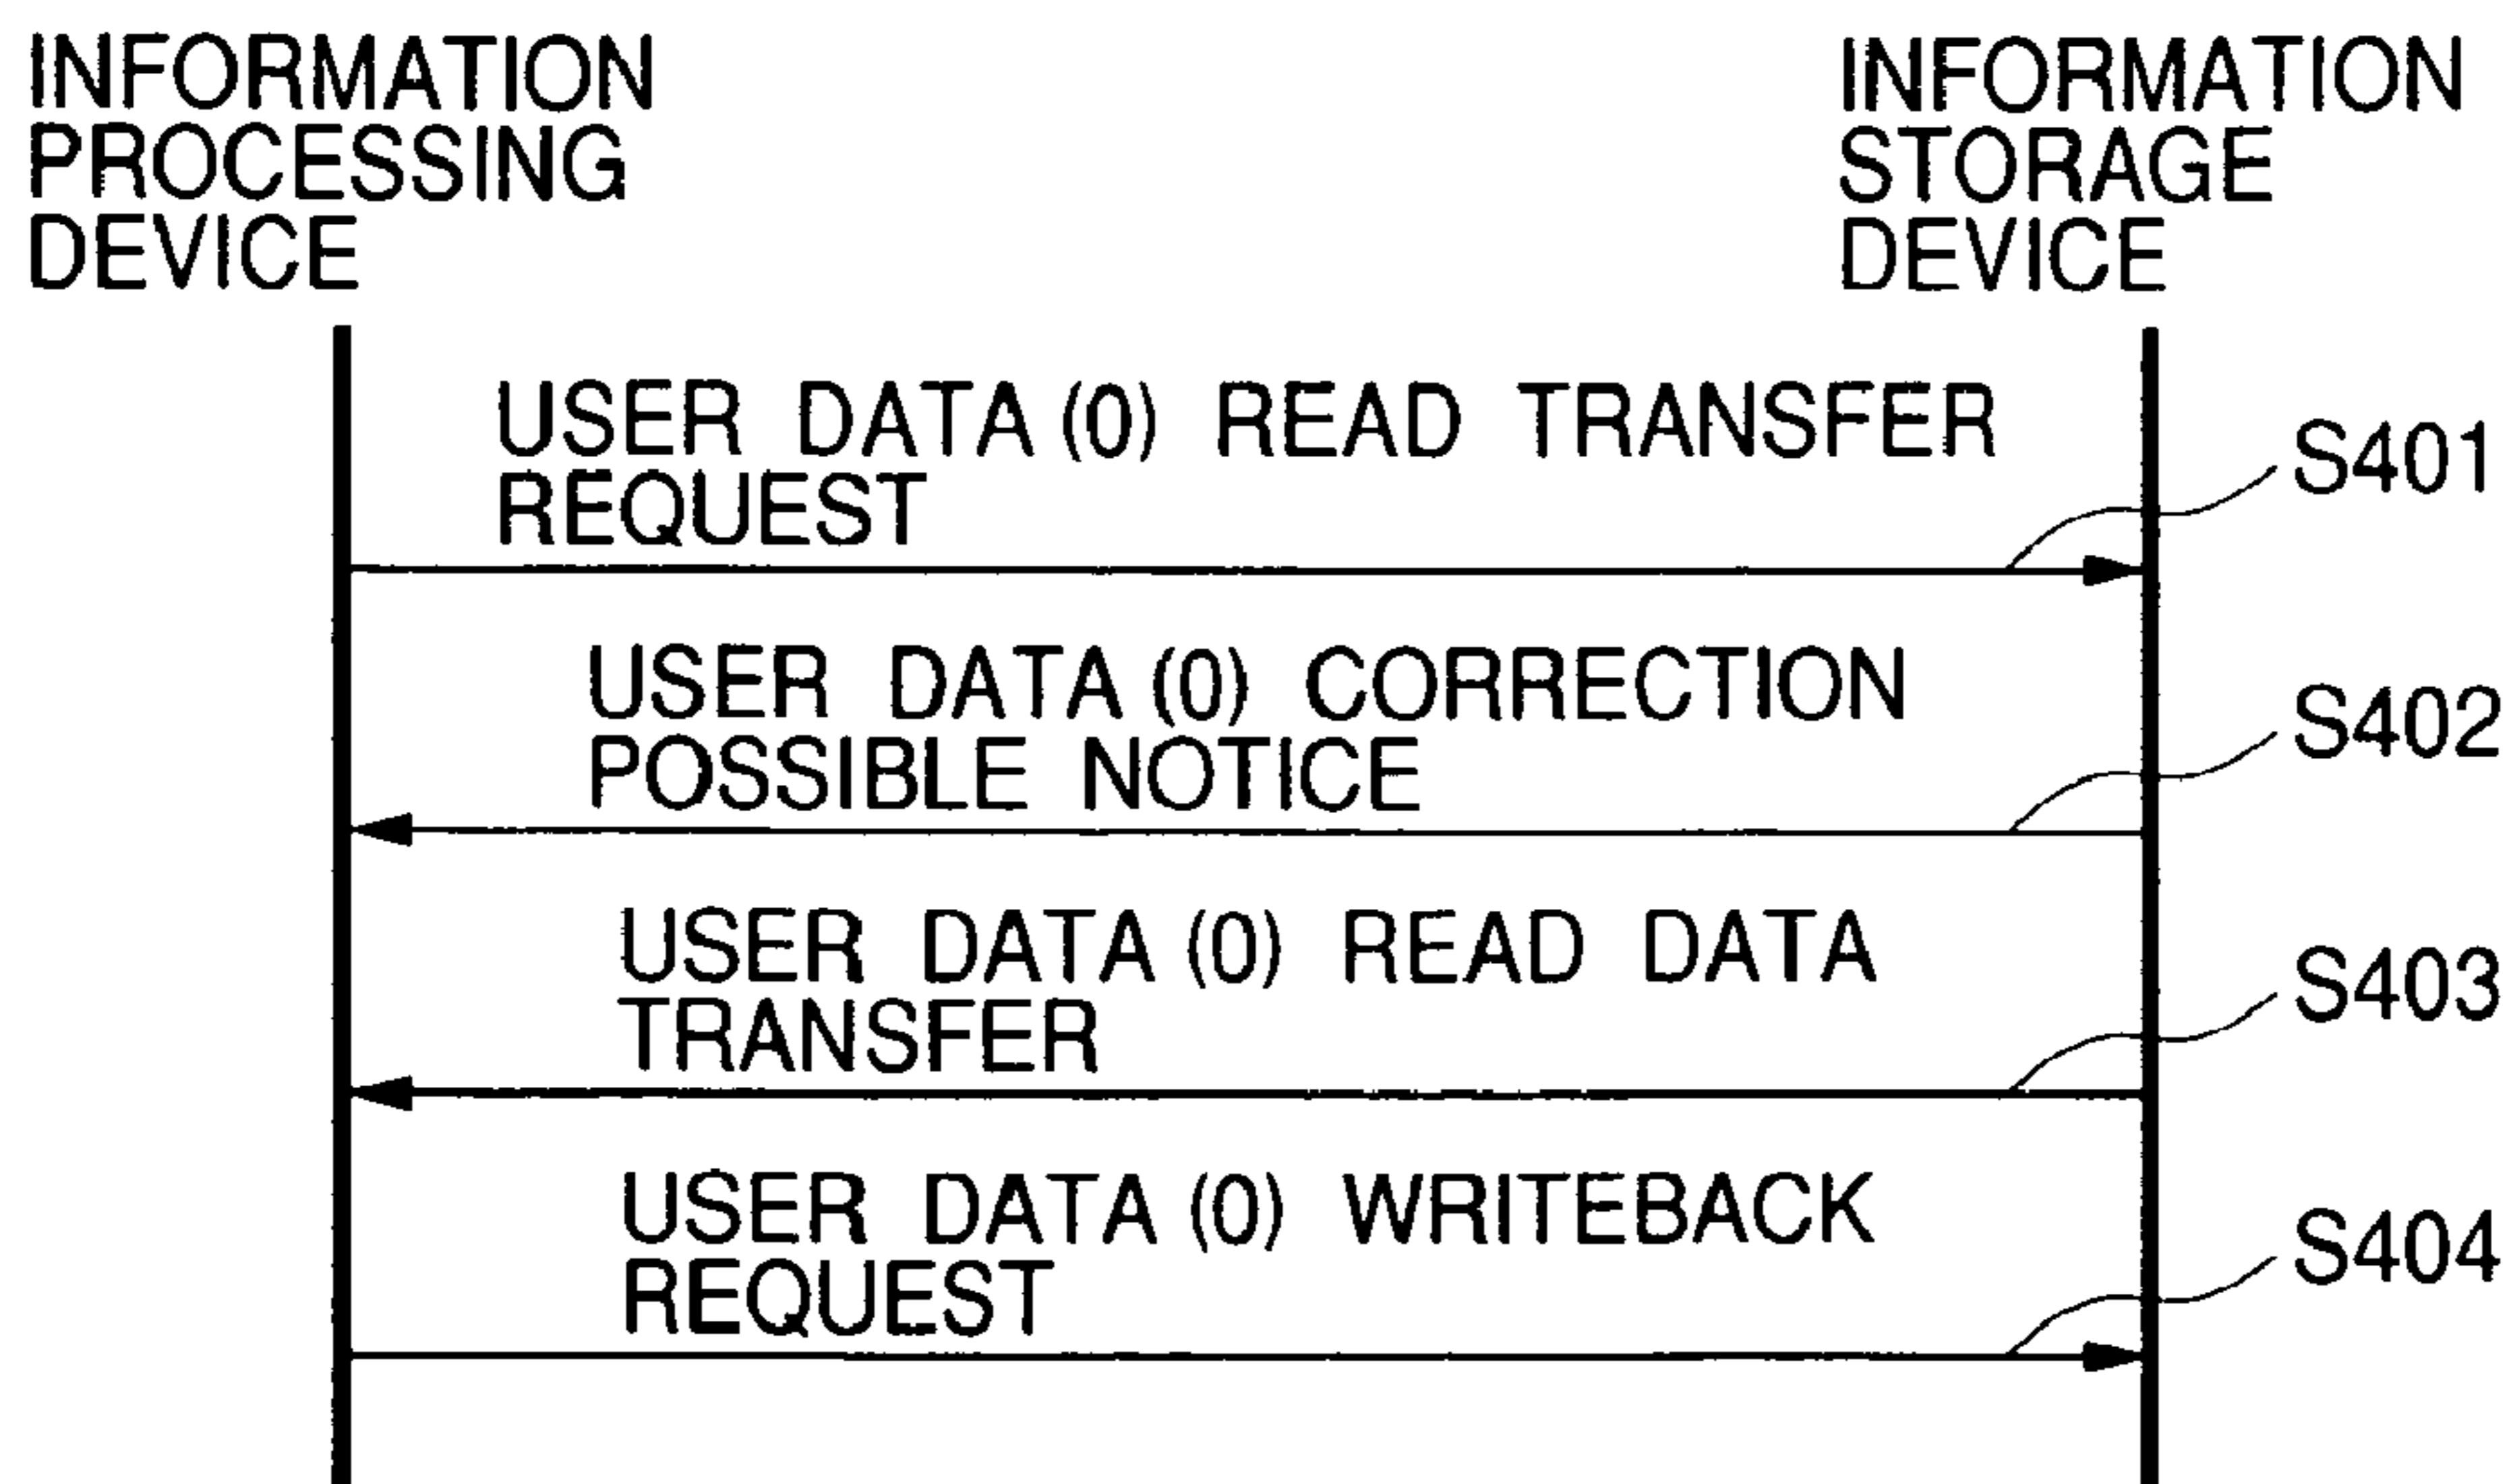 INFORMATION
PROCESSING
DEVICE
INFORMATION
STORAGE
DEVICE
USER DATA (0) READ TRANSFER
REQUEST
S401
USER DATA (0) CORRECTION
POSSIBLE NOTICE
S402
USER DATA (0) READ DATA
TRANSFER
S403
USER DATA (0) WRITEBACK
REQUEST
S404